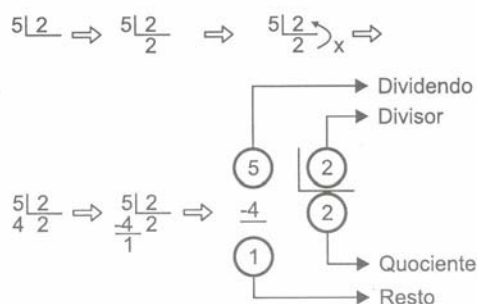 5 2 ⇨ 5 2 ⇨ 5 2 ⇨
2 2 x
Dividendo
Divisor
5 2 ⇨ 5 2 ⇨ 5 2
4 2 -4 2 -4 2
1 1
Quociente
Resto